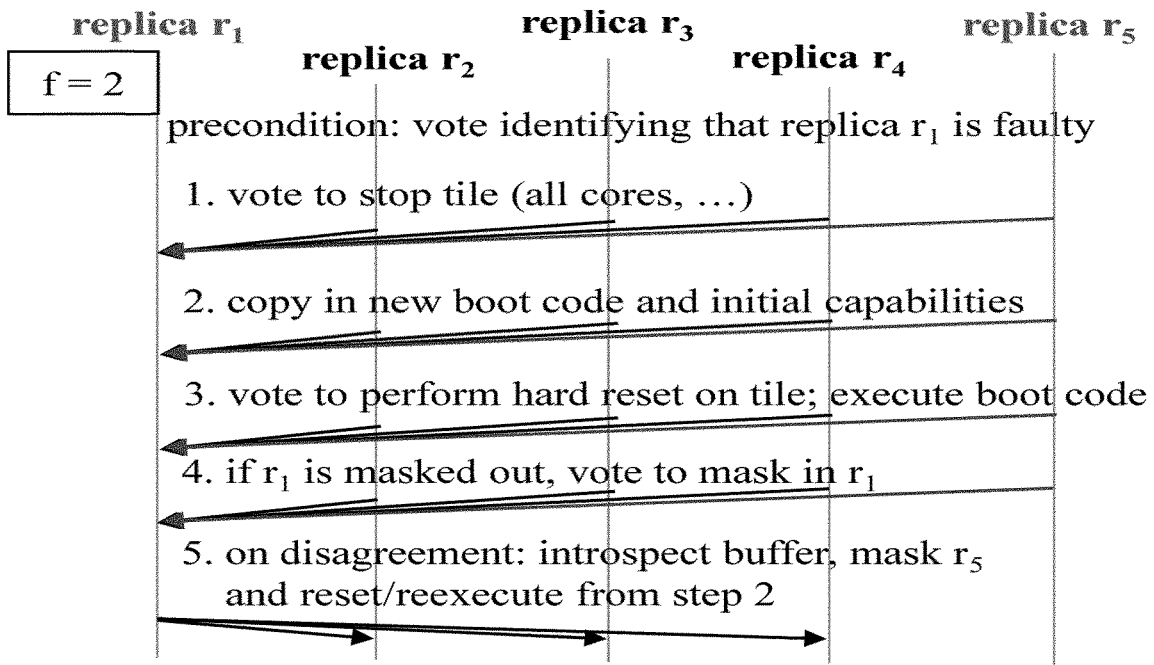 replica r₁
replica r₃
replica r₅
replica r₂
replica r₄
f = 2
precondition: vote identifying that replica r₁ is faulty
1. vote to stop tile (all cores, …)
2. copy in new boot code and initial capabilities
3. vote to perform hard reset on tile; execute boot code
4. if r₁ is masked out, vote to mask in r₁
5. on disagreement: introspect buffer, mask r₅
and reset/reexecute from step 2